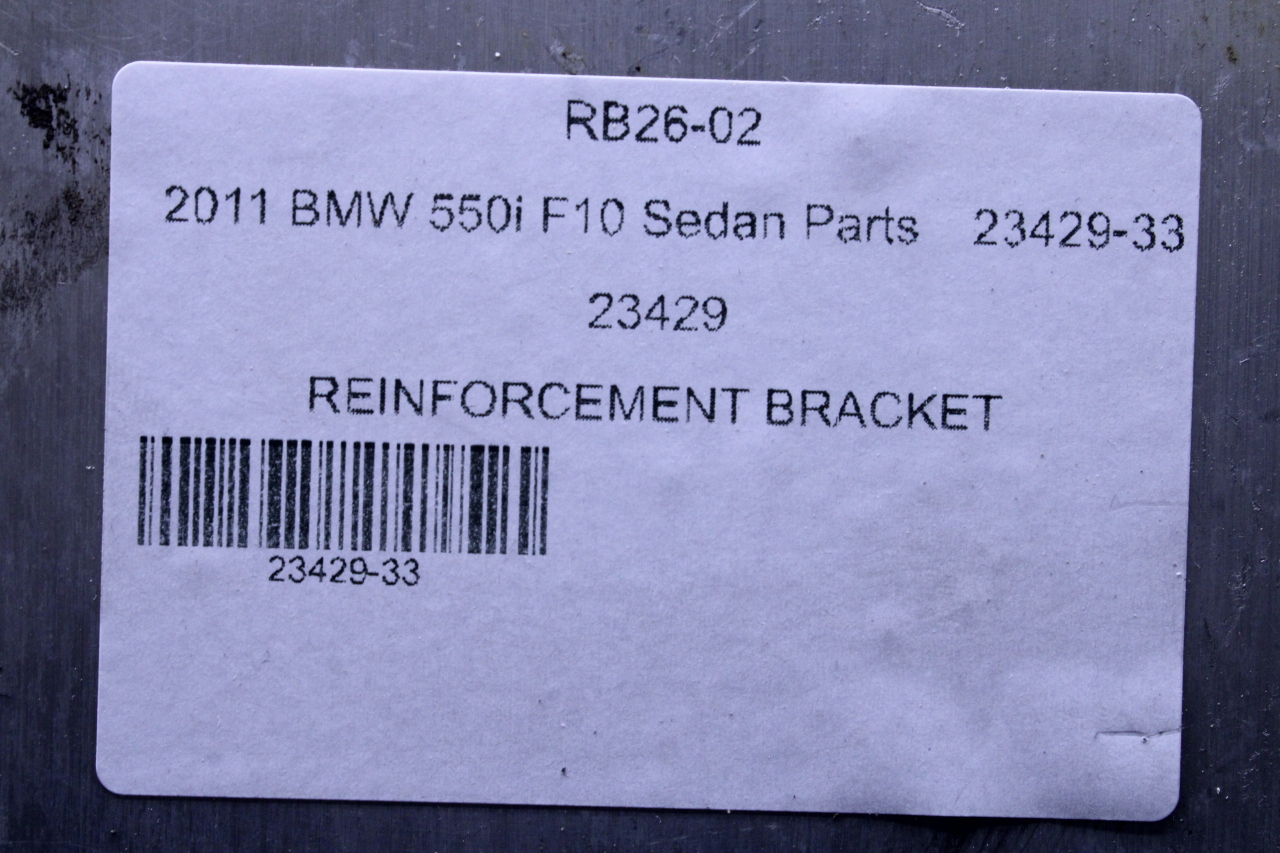 RB26-02
2011 BMW 550i F10 Sedan Parts 23429-33
23429
REINFORCEMENT BRACKET
23429-33